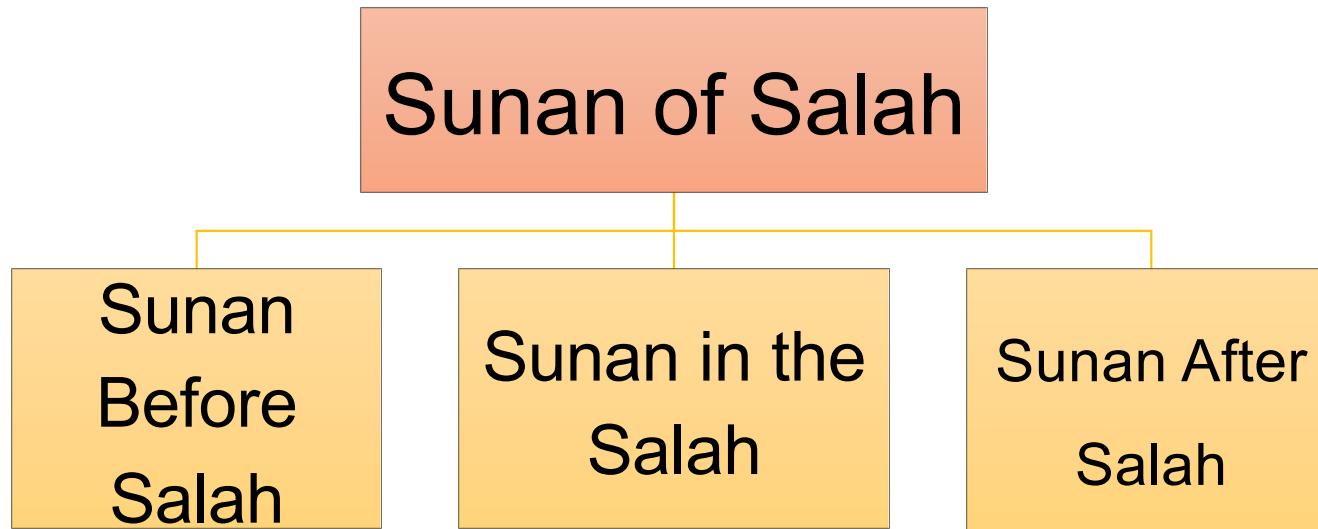 Sunan of Salah
Sunan
Before
Salah
Sunan in the
Salah
Sunan After
Salah